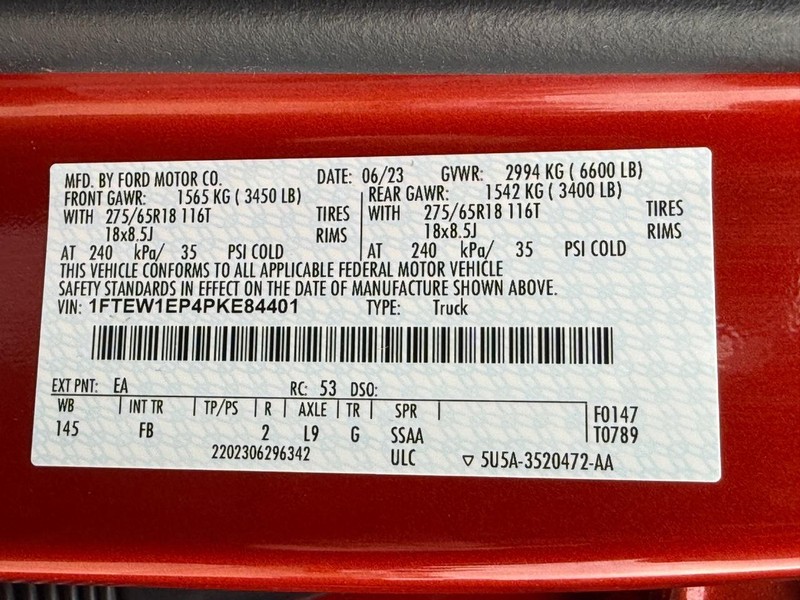 MFD. BY FORD MOTOR CO. DATE: 06/23 GVWR: 2994 KG ( 6600 LB)
FRONT GAWR: 1565 KG ( 3450 LB) REAR GAWR: 1542 KG ( 3400 LB)
WITH 275/65R18 116T TIRES WITH 275/65R18 116T TIRES
18x8.5J RIMS 18x8.5J RIMS
AT 240 kPa/ 35 PSI COLD AT 240 kPa/ 35 PSI COLD
THIS VEHICLE CONFORMS TO ALL APPLICABLE FEDERAL MOTOR VEHICLE
SAFETY STANDARDS IN EFFECT ON THE DATE OF MANUFACTURE SHOWN ABOVE.
VIN: 1FTEW1EP4PKE84401 TYPE: Truck
EXT PNT: EA RC: 53 DSO:
WB INT TR TP/PS R AXLE TR SPR F0147
145 FB 2 L9 G SSAA T0789
2202306296342 ULC ▽ 5U5A-3520472-AA